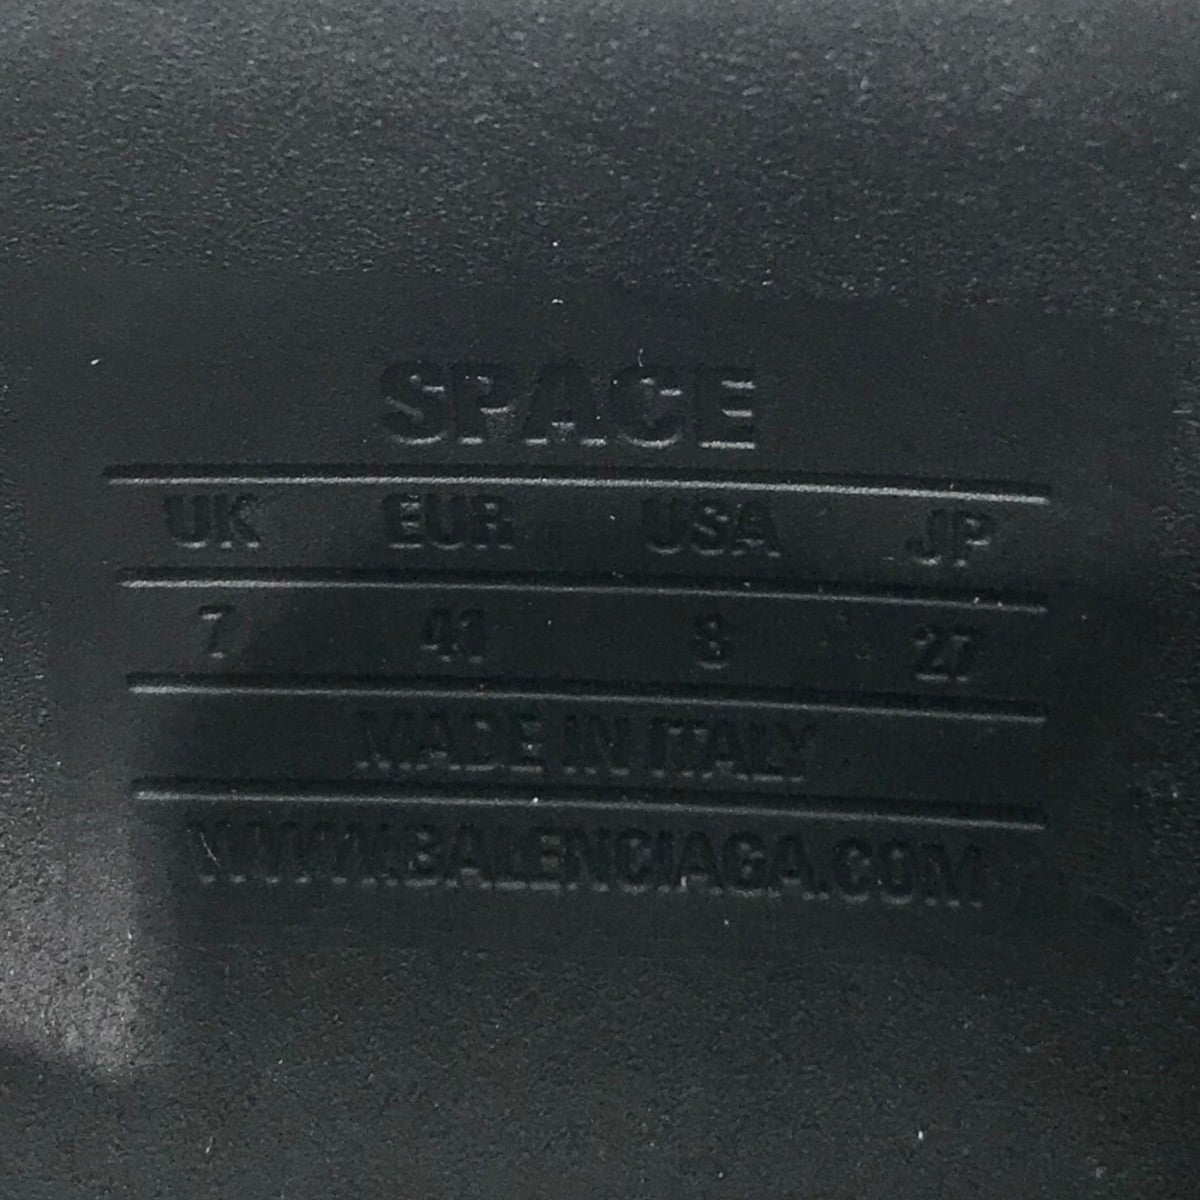 SPACE
UK EUR USA JP
7 41 8 27
MADE IN ITALY
WWW.BALENCIAGA.COM